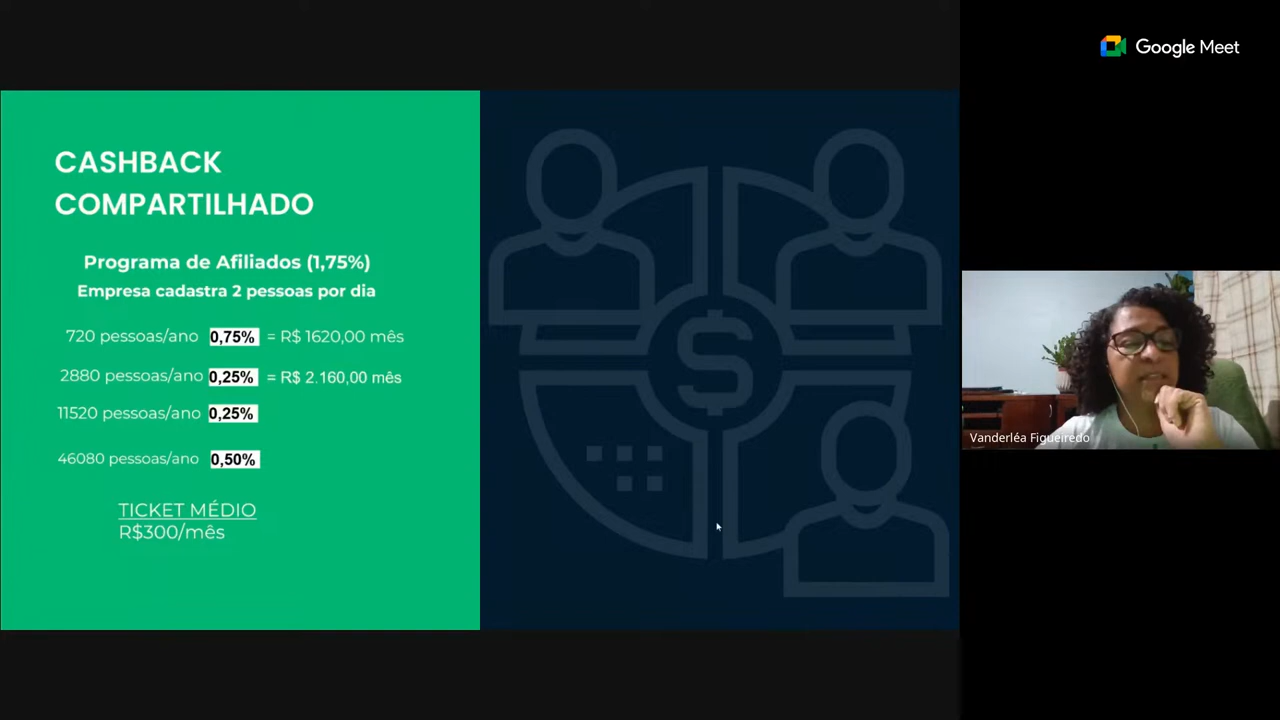 Google Meet
CASHBACK
COMPARTILHADO
Programa de Afiliados (1,75%)
Empresa cadastra 2 pessoas por dia
720 pessoas/ano 0,75% = R$ 1620,00 mês
2880 pessoas/ano 0,25% = R$ 2.160,00 mês
11520 pessoas/ano 0,25%
46080 pessoas/ano 0,50%
TICKET MÉDIO
R$300/mês
Vanderléa Figueiredo